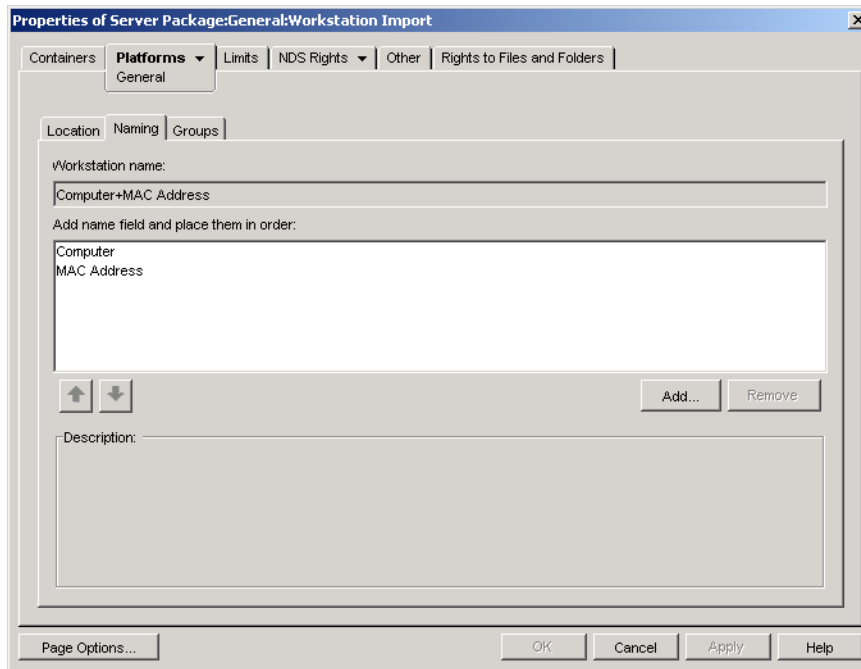 Properties of Server Package:General:Workstation Import
Containers Platforms Limits NDS Rights Other Rights to Files and Folders
General
Location Naming Groups
Workstation name:
Computer+MAC Address
Add name field and place them in order:
Computer
MAC Address
Add... Remove
Description:
Page Options... OK Cancel Apply Help